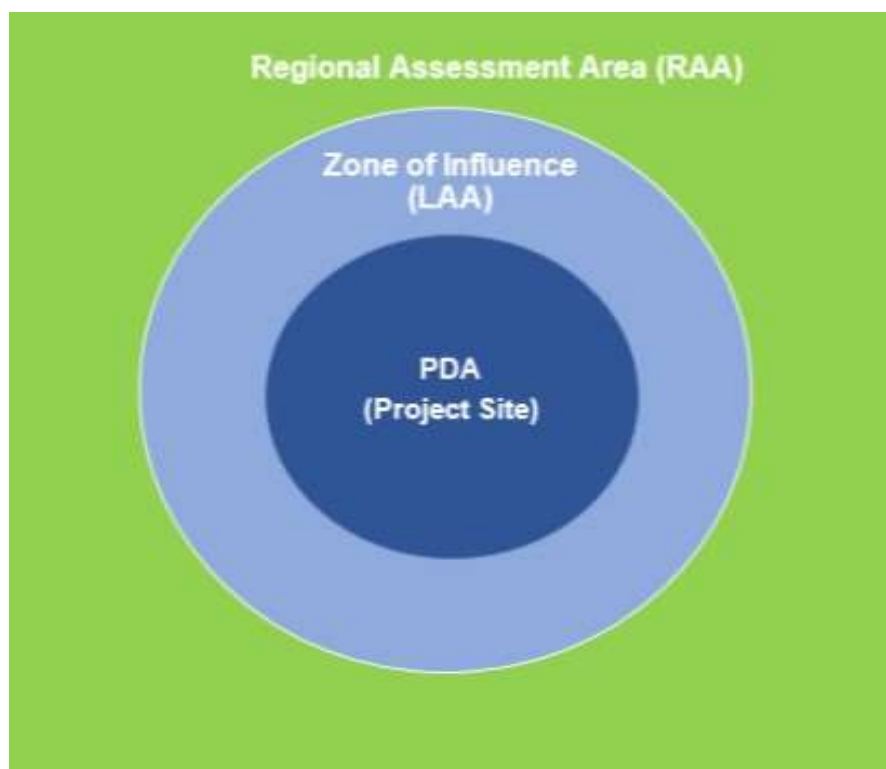 Regional Assessment Area (RAA)
Zone of Influence
(LAA)
PDA
(Project Site)